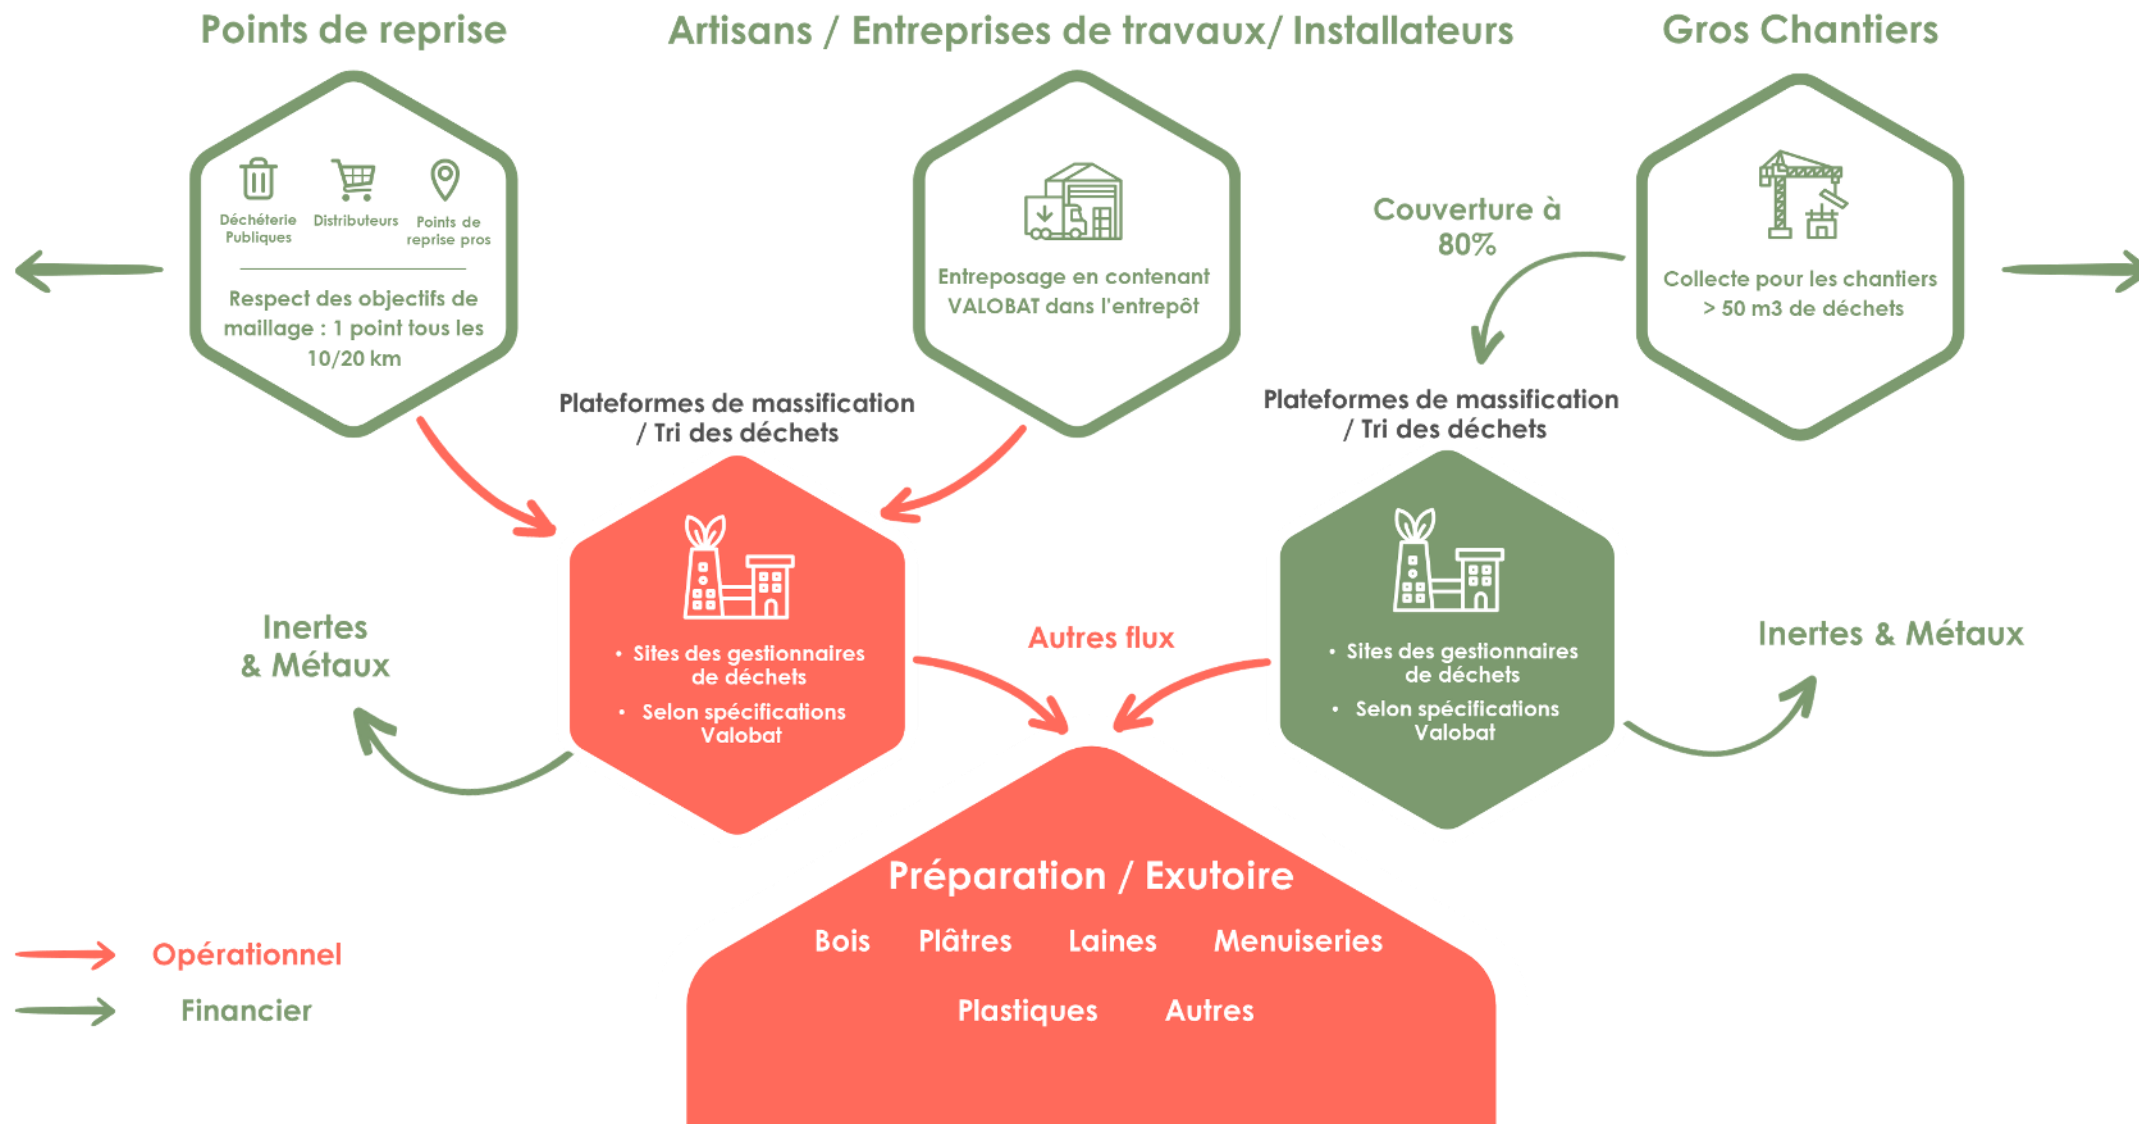 Points de reprise
Artisans / Entreprises de travaux/ Installateurs
Gros Chantiers
Déchéterie
Publiques
Distributeurs
Points de
reprise pros
Respect des objectifs de
maillage : 1 point tous les
10/20 km
Entreposage en contenant
VALOBAT dans l'entrepôt
Couverture à
80%
Collecte pour les chantiers
> 50 m3 de déchets
Plateformes de massification
/ Tri des déchets
Plateformes de massification
/ Tri des déchets
Inertes
& Métaux
• Sites des gestionnaires
de déchets
• Selon spécifications
Valobat
Autres flux
• Sites des gestionnaires
de déchets
• Selon spécifications
Valobat
Inertes & Métaux
Préparation / Exutoire
Bois Plâtres Laines Menuiseries
Plastiques Autres
Opérationnel
Financier